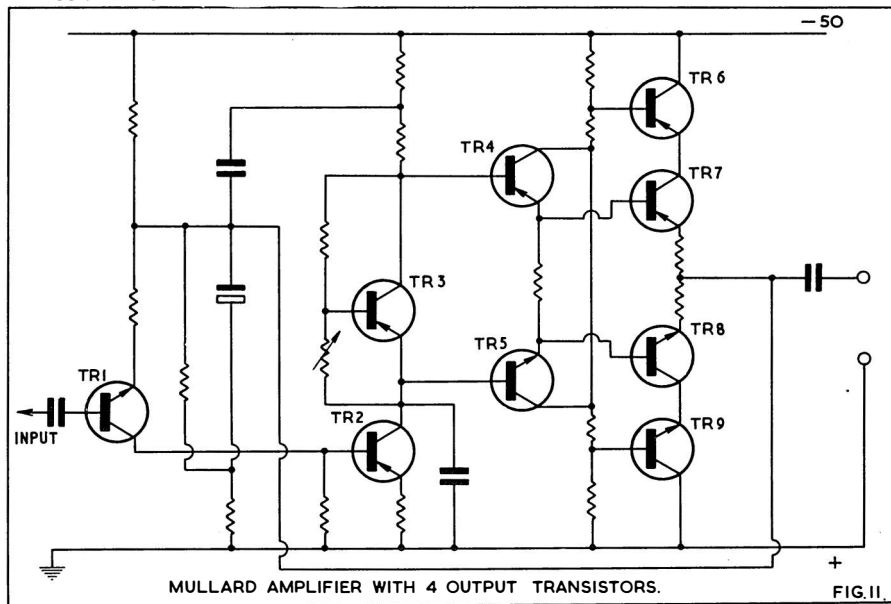 −50
TR6
TR4
TR7
TR3
TR5
TR8
TR1
TR2
TR9
INPUT
+
MULLARD AMPLIFIER WITH 4 OUTPUT TRANSISTORS.
FIG.11.